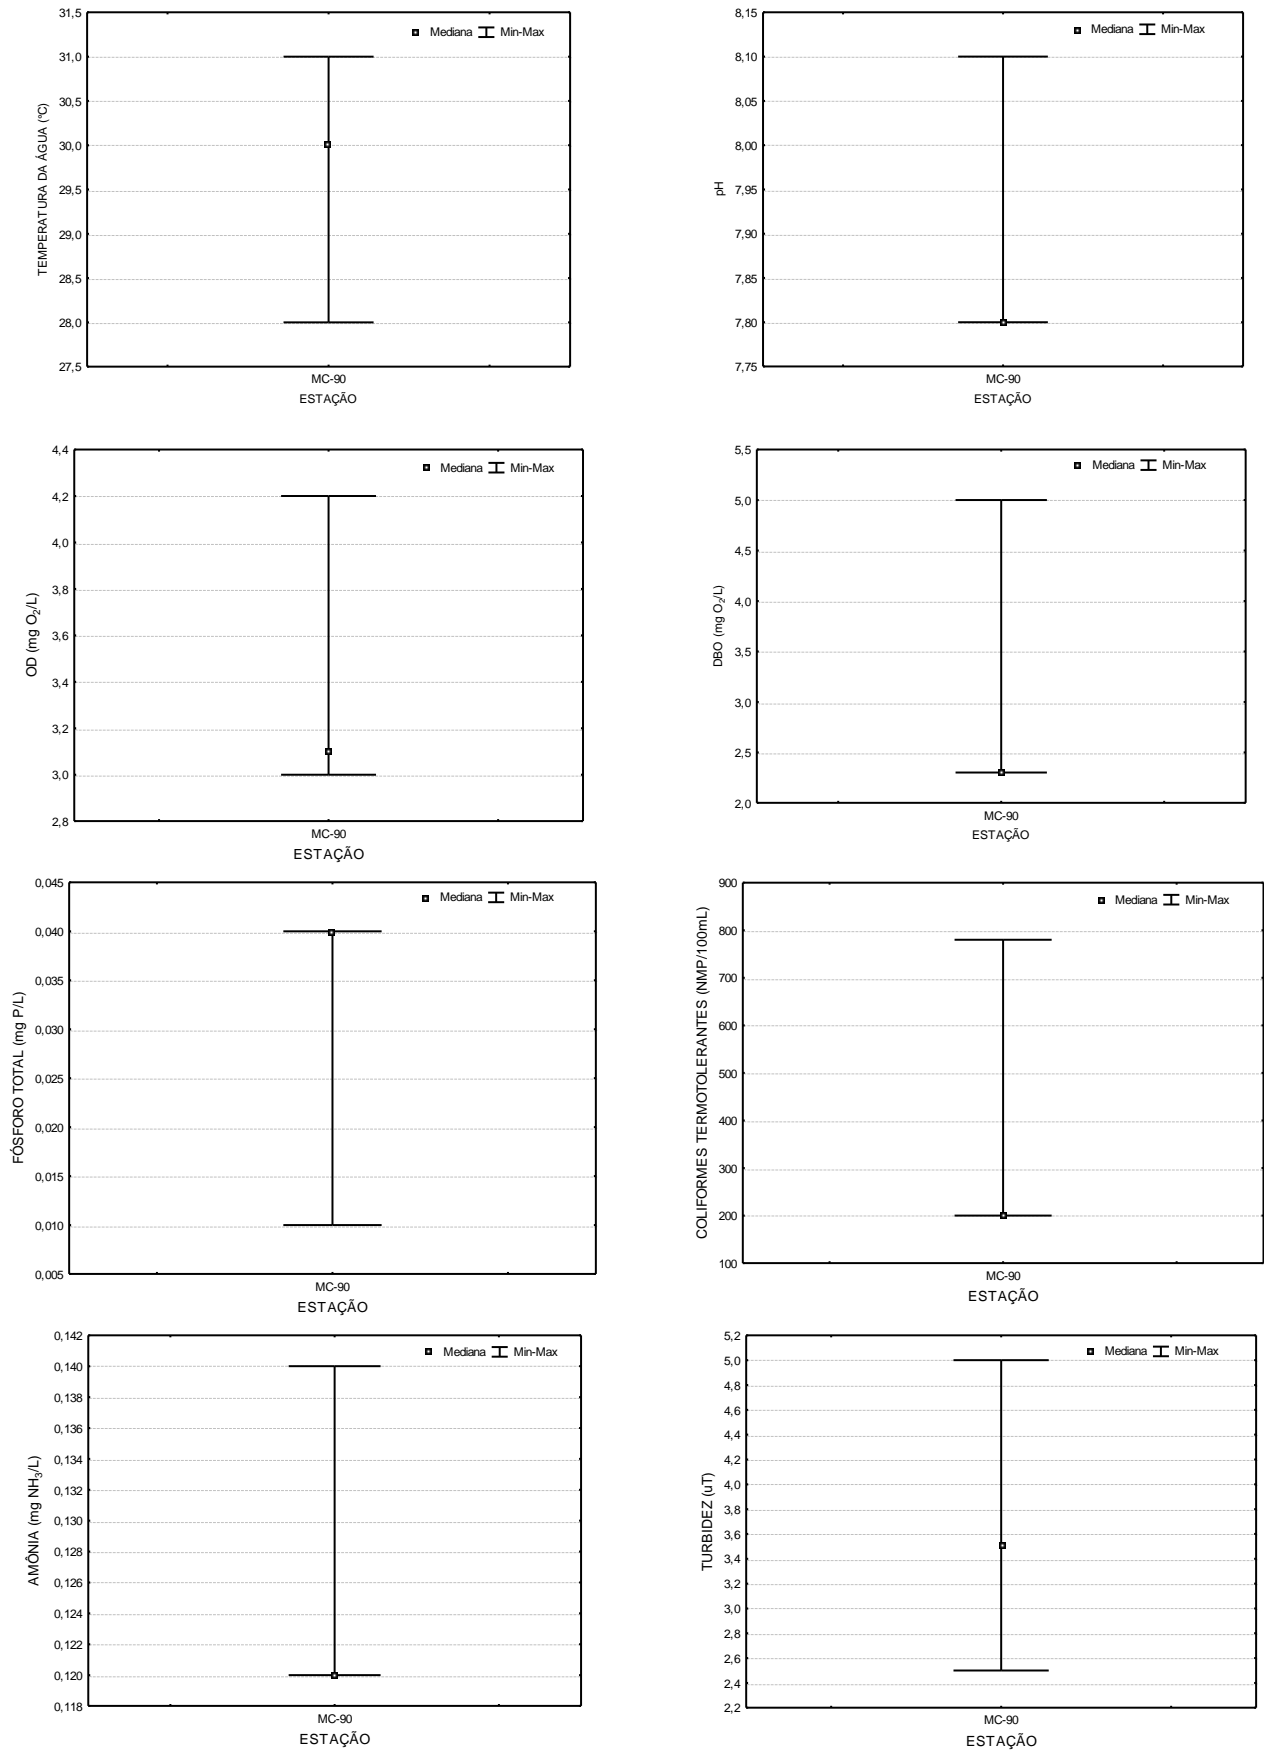 Mediana Min-Max
TEMPERATURA DA ÁGUA (°C)
31,5
31,0
30,5
30,0
29,5
29,0
28,5
28,0
27,5
MC-90
ESTAÇÃO
Mediana Min-Max
pH
8,15
8,10
8,05
8,00
7,95
7,90
7,85
7,80
7,75
MC-90
ESTAÇÃO
Mediana Min-Max
OD (mg O₂/L)
4,4
4,2
4,0
3,8
3,6
3,4
3,2
3,0
2,8
MC-90
ESTAÇÃO
Mediana Min-Max
DBO (mg O₂/L)
5,5
5,0
4,5
4,0
3,5
3,0
2,5
2,0
MC-90
ESTAÇÃO
Mediana Min-Max
FÓSFORO TOTAL (mg P/L)
0,045
0,040
0,035
0,030
0,025
0,020
0,015
0,010
0,005
MC-90
ESTAÇÃO
Mediana Min-Max
COLIFORMES TERMOTOLERANTES (NMP/100mL)
900
800
700
600
500
400
300
200
100
MC-90
ESTAÇÃO
Mediana Min-Max
AMÔNIA (mg NH₃/L)
0,142
0,140
0,138
0,136
0,134
0,132
0,130
0,128
0,126
0,124
0,122
0,120
0,118
MC-90
ESTAÇÃO
Mediana Min-Max
TURBIDEZ (uT)
5,2
5,0
4,8
4,6
4,4
4,2
4,0
3,8
3,6
3,4
3,2
3,0
2,8
2,6
2,4
2,2
MC-90
ESTAÇÃO